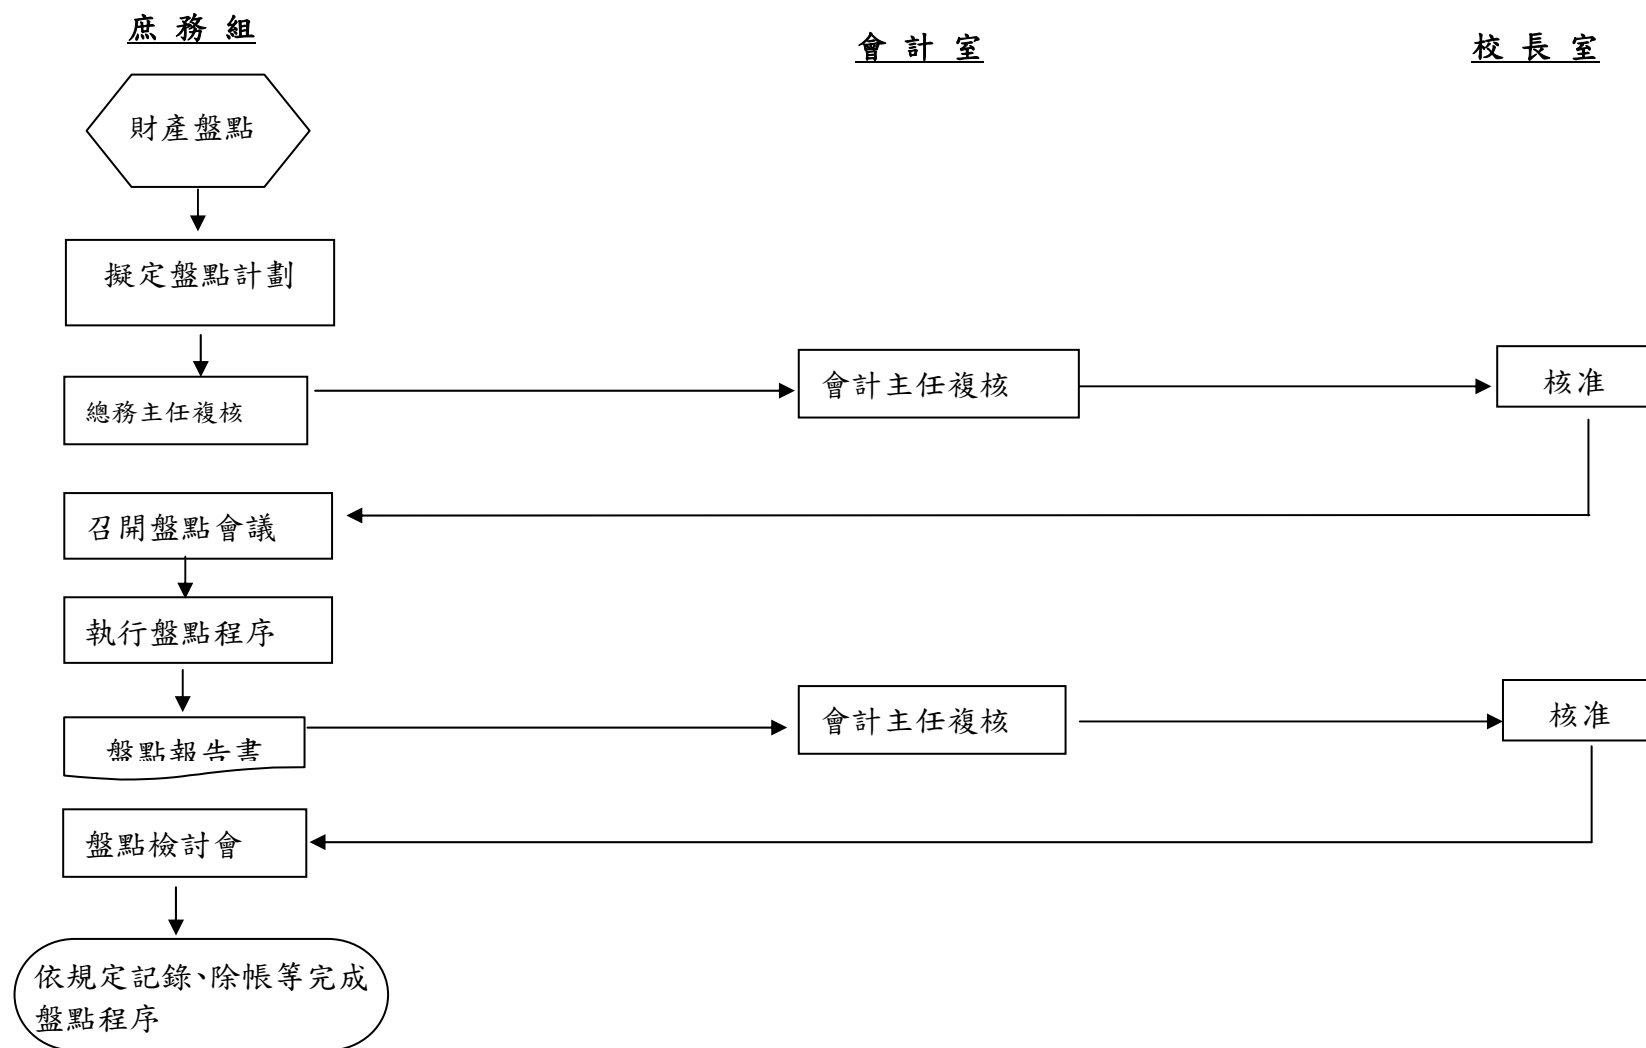 庶 務 組
會 計 室
校 長 室
財產盤點
擬定盤點計劃
總務主任複核
會計主任複核
核准
召開盤點會議
執行盤點程序
盤點報告書
會計主任複核
核准
盤點檢討會
依規定記錄、除帳等完成
盤點程序